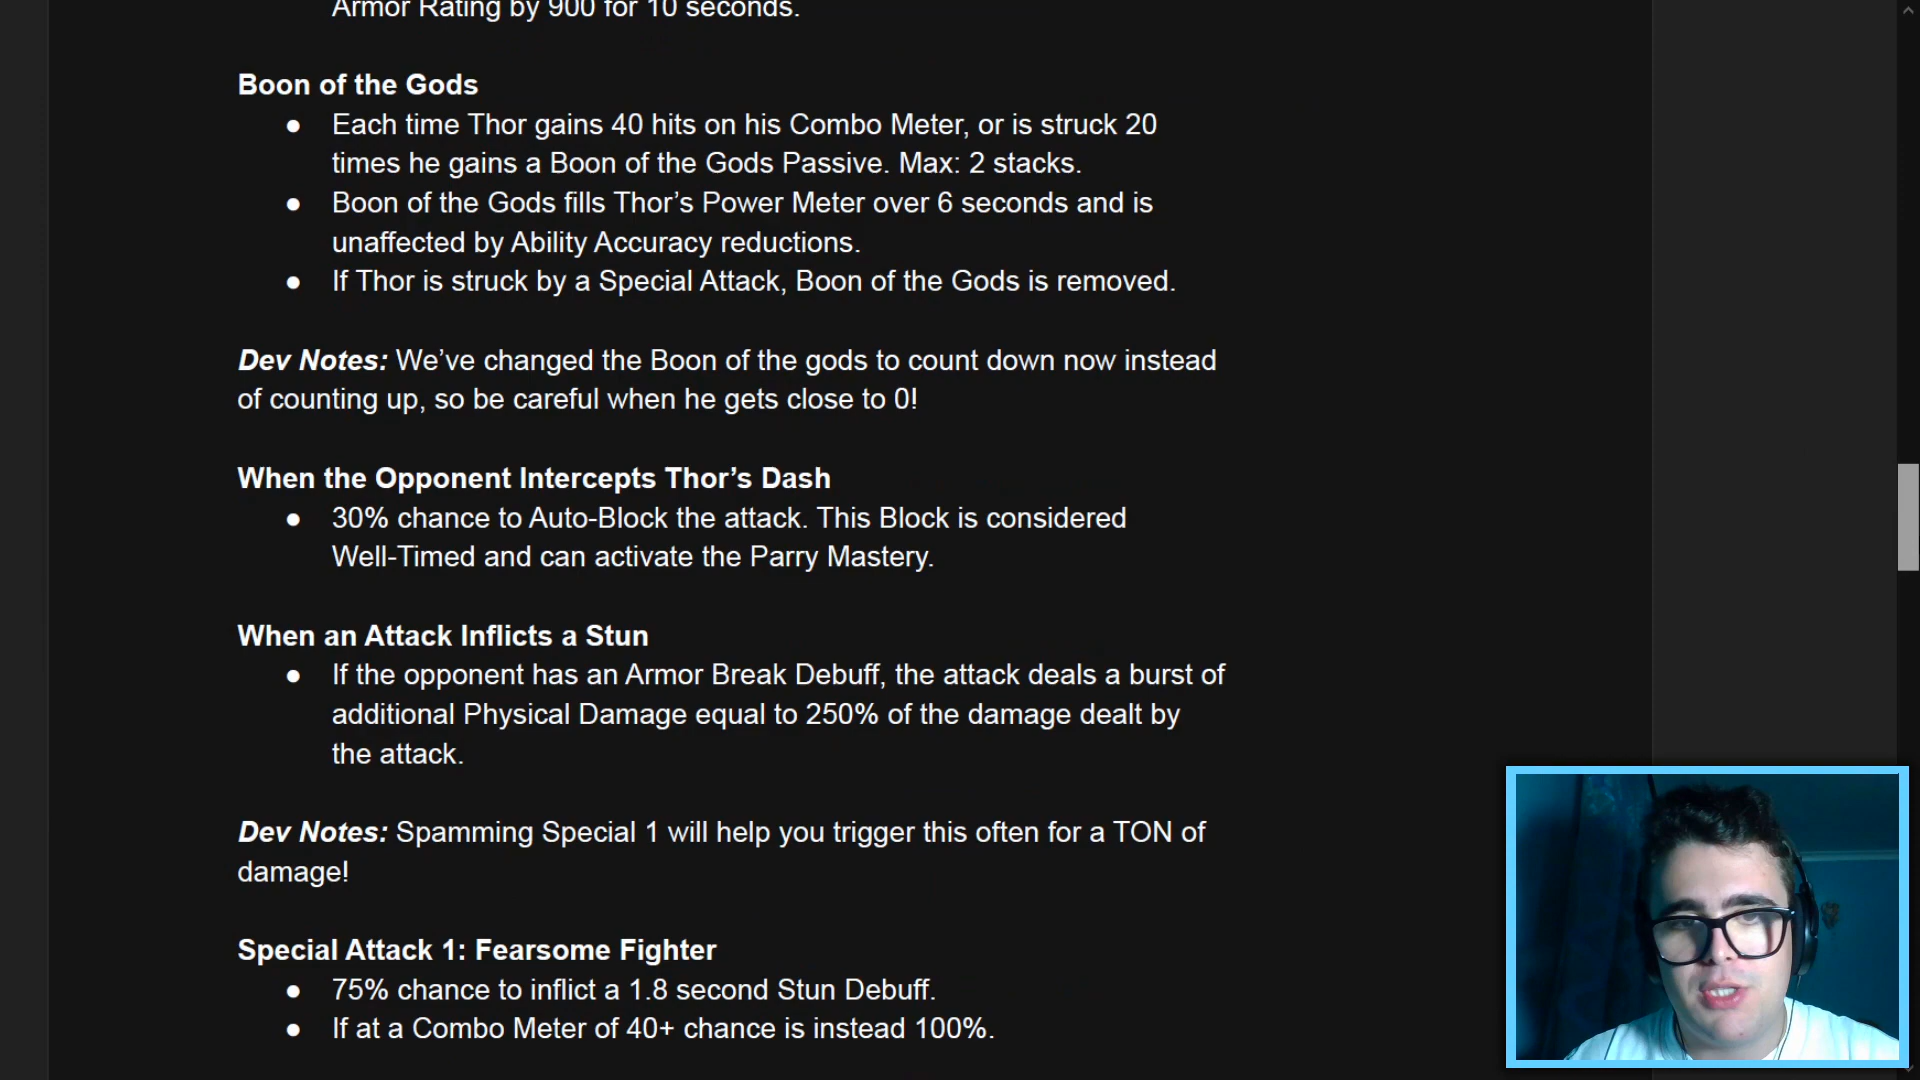 Armor Rating by 900 for 10 seconds.
Boon of the Gods
● Each time Thor gains 40 hits on his Combo Meter, or is struck 20
times he gains a Boon of the Gods Passive. Max: 2 stacks.
● Boon of the Gods fills Thor’s Power Meter over 6 seconds and is
unaffected by Ability Accuracy reductions.
● If Thor is struck by a Special Attack, Boon of the Gods is removed.
Dev Notes: We’ve changed the Boon of the gods to count down now instead
of counting up, so be careful when he gets close to 0!
When the Opponent Intercepts Thor’s Dash
● 30% chance to Auto-Block the attack. This Block is considered
Well-Timed and can activate the Parry Mastery.
When an Attack Inflicts a Stun
● If the opponent has an Armor Break Debuff, the attack deals a burst of
additional Physical Damage equal to 250% of the damage dealt by
the attack.
Dev Notes: Spamming Special 1 will help you trigger this often for a TON of
damage!
Special Attack 1: Fearsome Fighter
● 75% chance to inflict a 1.8 second Stun Debuff.
● If at a Combo Meter of 40+ chance is instead 100%.